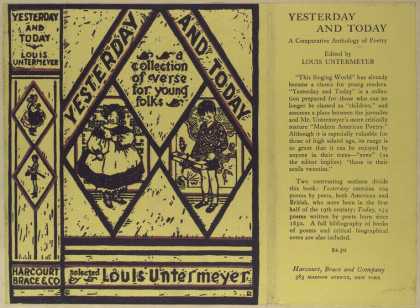 YESTERDAY
AND
TODAY
LOUIS
UNTERMEYER
HARCOURT
BRACE & CO
YESTERDAY AND TODAY
a
collection
of verse
for young
folks
selected by Louis Untermeyer
YESTERDAY
AND TODAY
A Comparative Anthology of Poetry
Edited by
LOUIS UNTERMEYER
"This Singing World" has already
become a classic for young readers.
"Yesterday and Today" is a collec-
tion prepared for those who can no
longer be classed as "children," and
assumes a place between the juvenile
and Mr. Untermeyer's more critically
mature "Modern American Poetry."
Although it is especially valuable for
those of high school age, its range is
so great that it can be enjoyed by
anyone in their teens—"even" (as
the editor implies) "those in their
senile twenties."
Two contrasting sections divide
this book: Yesterday contains
poems by poets, both American and
British, who were born in the first
half of the 19th century; Today,
poems written by poets born since
1850. A full bibliography of books
of poems and critical biographical
notes are also included.
Harcourt, Brace and Company
383 MADISON AVENUE, NEW YORK